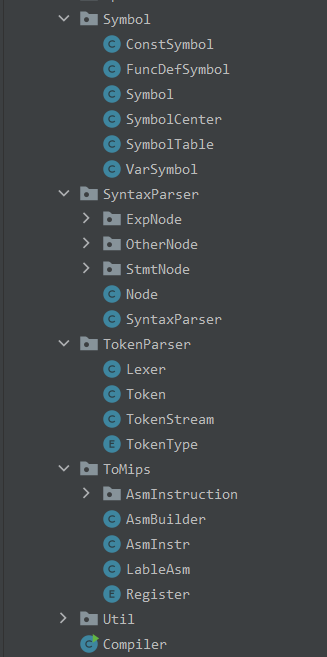 Symbol
ConstSymbol
FuncDefSymbol
Symbol
SymbolCenter
SymbolTable
VarSymbol
SyntaxParser
ExpNode
OtherNode
StmtNode
Node
SyntaxParser
TokenParser
Lexer
Token
TokenStream
TokenType
ToMips
AsmInstruction
AsmBuilder
AsmInstr
LableAsm
Register
Util
Compiler